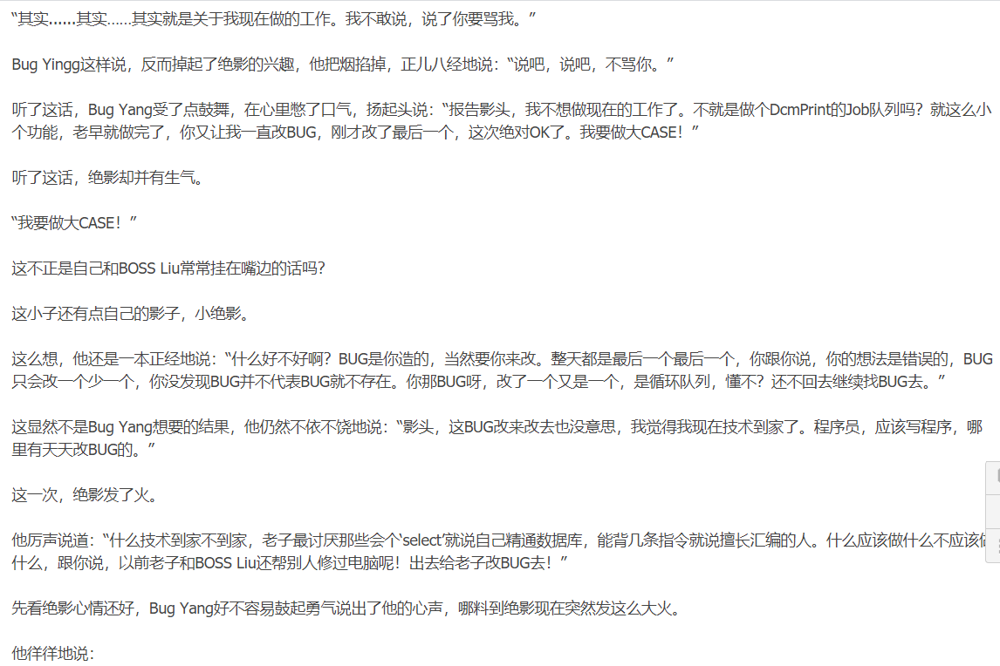 “其实......其实……其实就是关于我现在做的工作。我不敢说，说了你要骂我。”
Bug Yingg这样说，反而掉起了绝影的兴趣，他把烟掐掉，正儿八经地说：“说吧，说吧，不骂你。”
听了这话，Bug Yang受了点鼓舞，在心里憋了口气，扬起头说：“报告影头，我不想做现在的工作了。不就是做个DcmPrint的Job队列吗？就这么小
个功能，老早就做完了，你又让我一直改BUG，刚才改了最后一个，这次绝对OK了。我要做大CASE！”
听了这话，绝影却并有生气。
“我要做大CASE！”
这不正是自己和BOSS Liu常常挂在嘴边的话吗？
这小子还有点自己的影子，小绝影。
这么想，他还是一本正经地说：“什么好不好啊？BUG是你造的，当然要你来改。整天都是最后一个最后一个，你跟你说，你的想法是错误的，BUG
只会改一个少一个，你没发现BUG并不代表BUG就不存在。你那BUG呀，改了一个又是一个，是循环队列，懂不？还不回去继续找BUG去。”
这显然不是Bug Yang想要的结果，他仍然不依不饶地说：“影头，这BUG改来改去也没意思，我觉得我现在技术到家了。程序员，应该写程序，哪
里有天天改BUG的。”
这一次，绝影发了火。
他厉声说道：“什么技术到家不到家，老子最讨厌那些会个‘select’就说自己精通数据库，能背几条指令就说擅长汇编的人。什么应该做什么不应该做
什么，跟你说，以前老子和BOSS Liu还帮别人修过电脑呢！出去给老子改BUG去！”
先看绝影心情还好，Bug Yang好不容易鼓起勇气说出了他的心声，哪料到绝影现在突然发这么大火。
他徉徉地说：